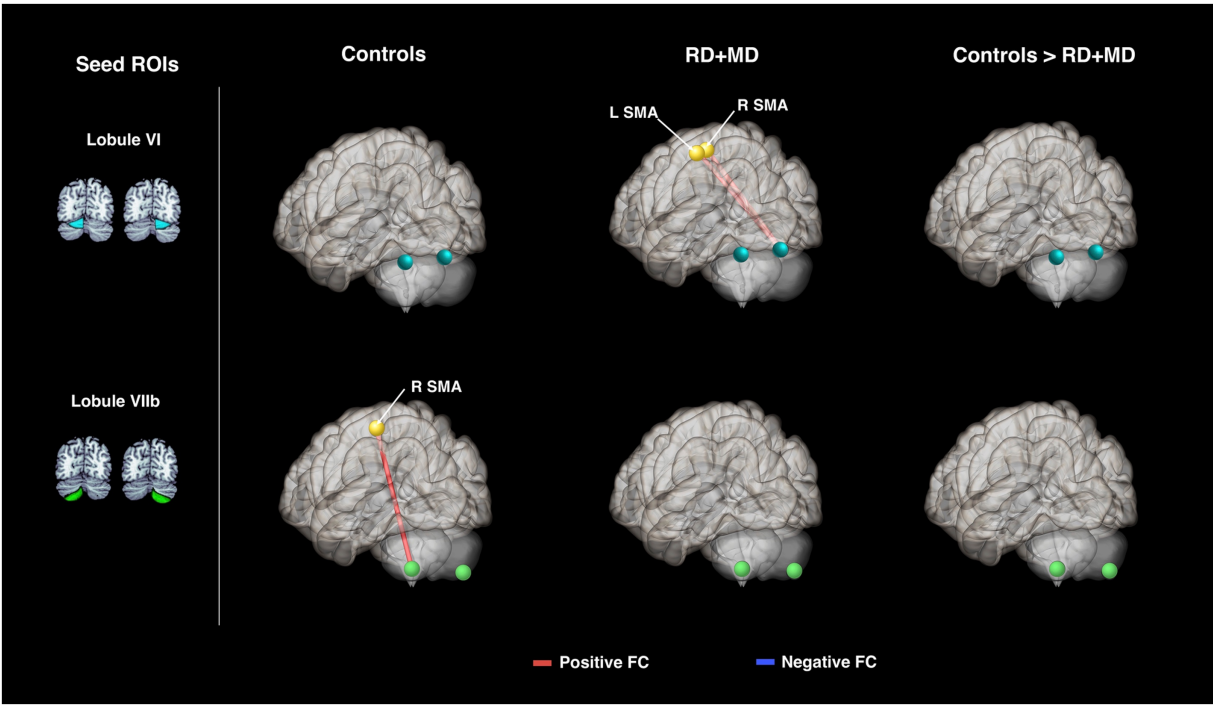 Seed ROIs
Controls
RD+MD
Controls > RD+MD
Lobule VI
L SMA
R SMA
Lobule VIIb
R SMA
Positive FC
Negative FC